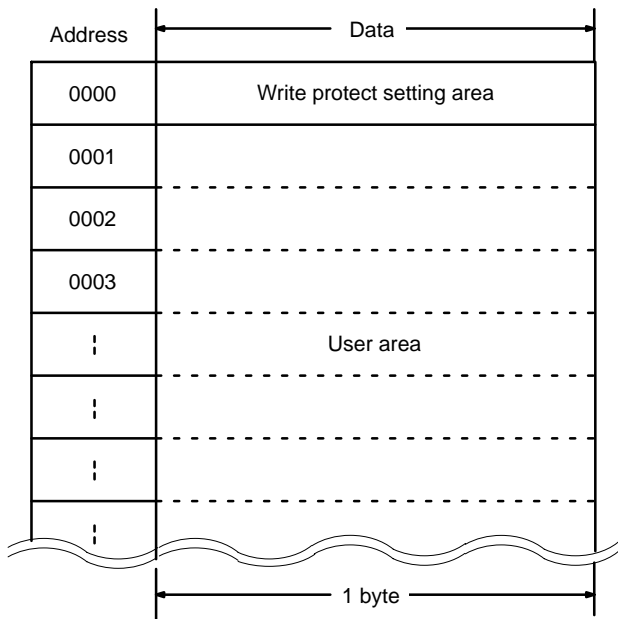 Address
Data
0000
Write protect setting area
0001
0002
0003
User area
1 byte